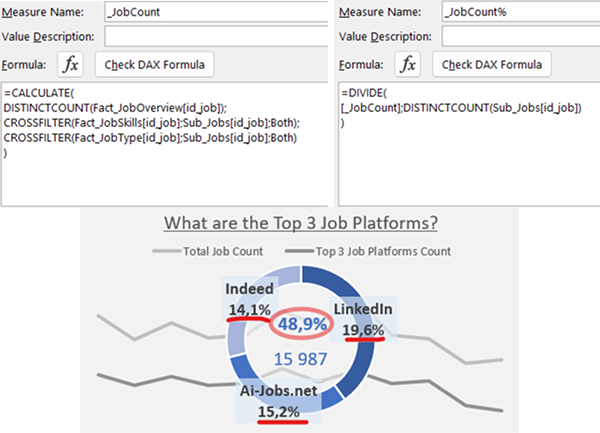 Measure Name: _JobCount
Value Description:
Formula: fx Check DAX Formula
=CALCULATE(
DISTINCTCOUNT(Fact_JobOverview[id_job]);
CROSSFILTER(Fact_JobSkills[id_job];Sub_Jobs[id_job];Both);
CROSSFILTER(Fact_JobType[id_job];Sub_Jobs[id_job];Both)
)
Measure Name: _JobCount%
Value Description:
Formula: fx Check DAX Formula
=DIVIDE(
[_JobCount];DISTINCTCOUNT(Sub_Jobs[id_job])
)
What are the Top 3 Job Platforms?
Total Job Count
Top 3 Job Platforms Count
Indeed
14,1%
48,9%
LinkedIn
19,6%
15 987
Ai-Jobs.net
15,2%